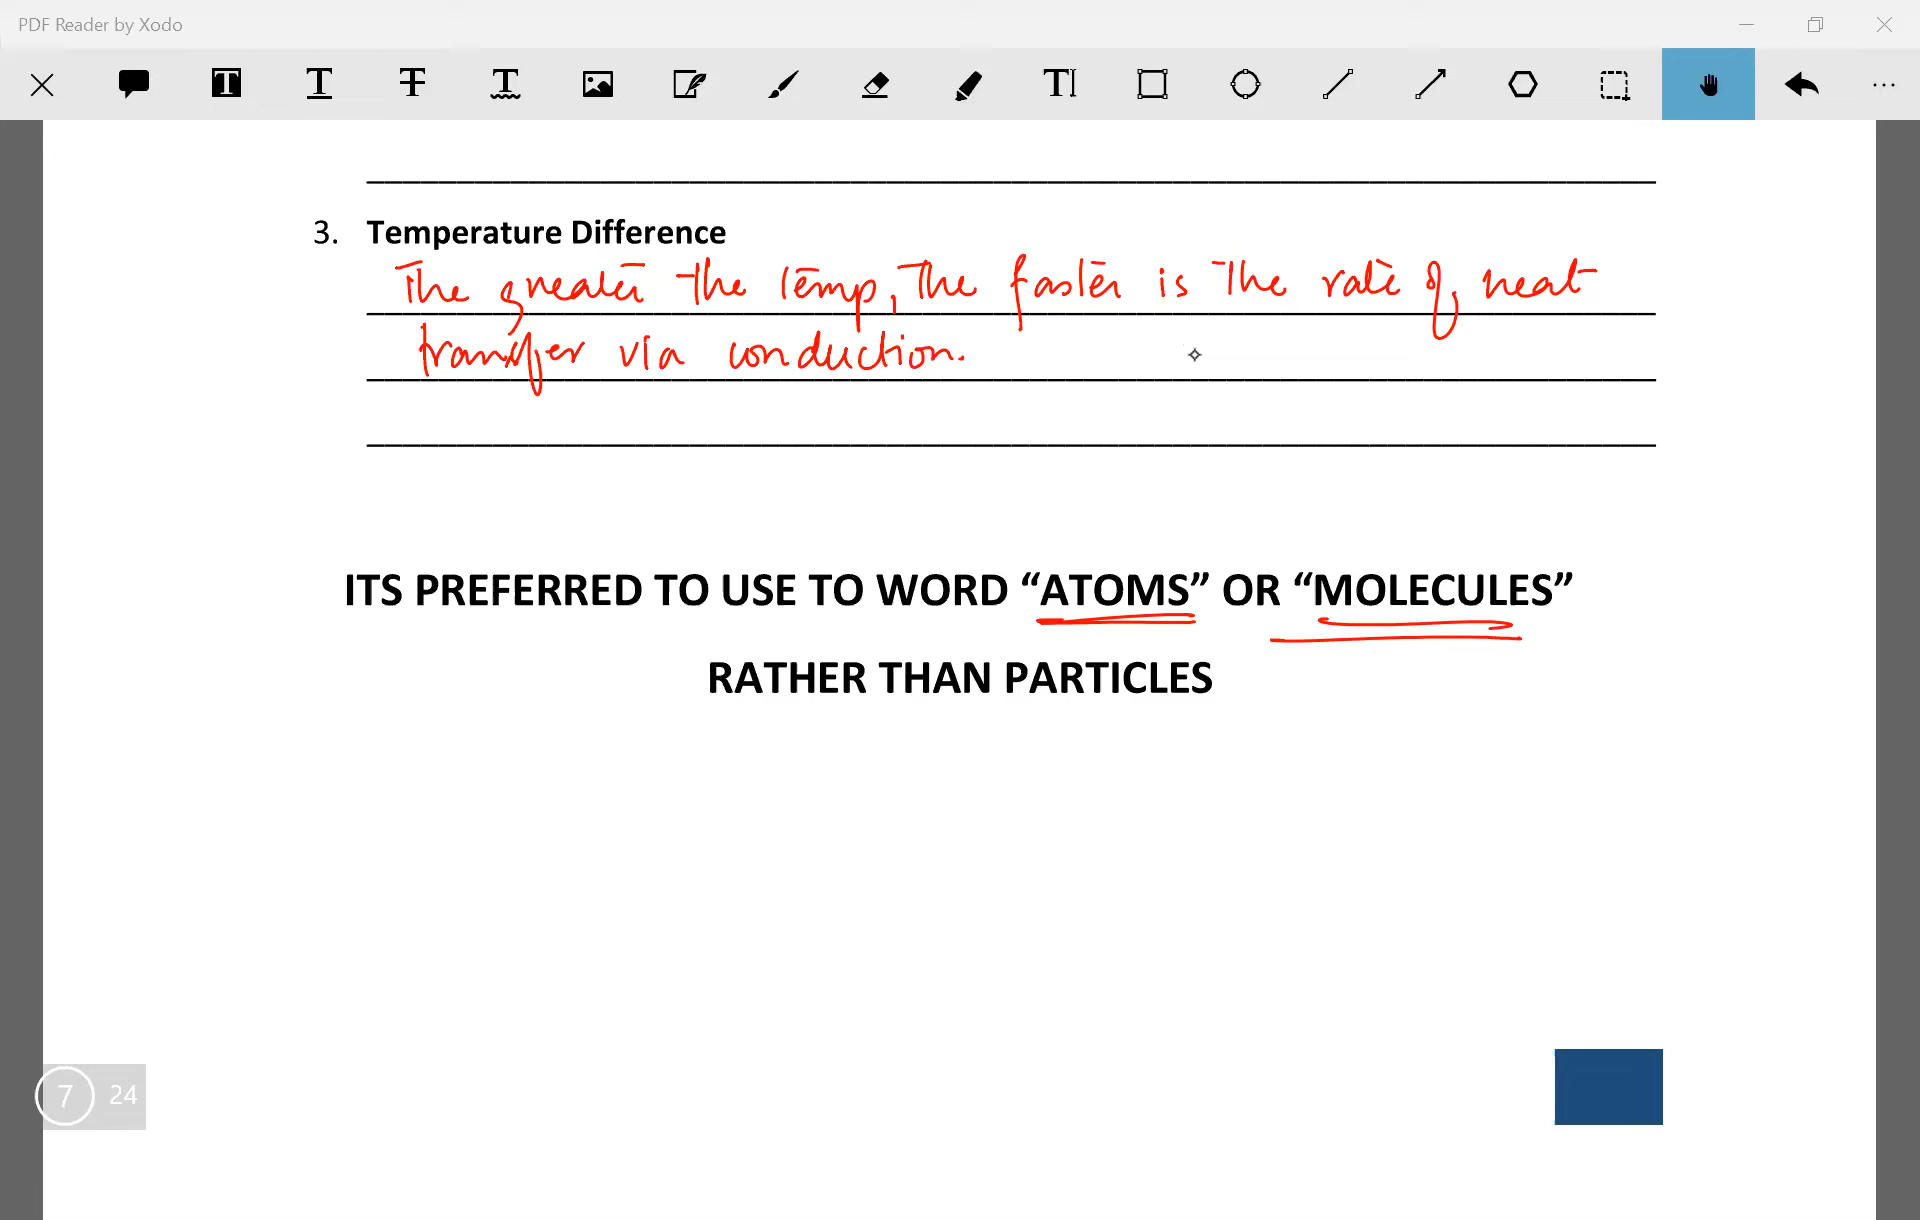 PDF Reader by Xodo
3. Temperature Difference
The greater the temp, the faster is the rate of heat
transfer via conduction.
ITS PREFERRED TO USE TO WORD “ATOMS” OR “MOLECULES”
RATHER THAN PARTICLES
7 24